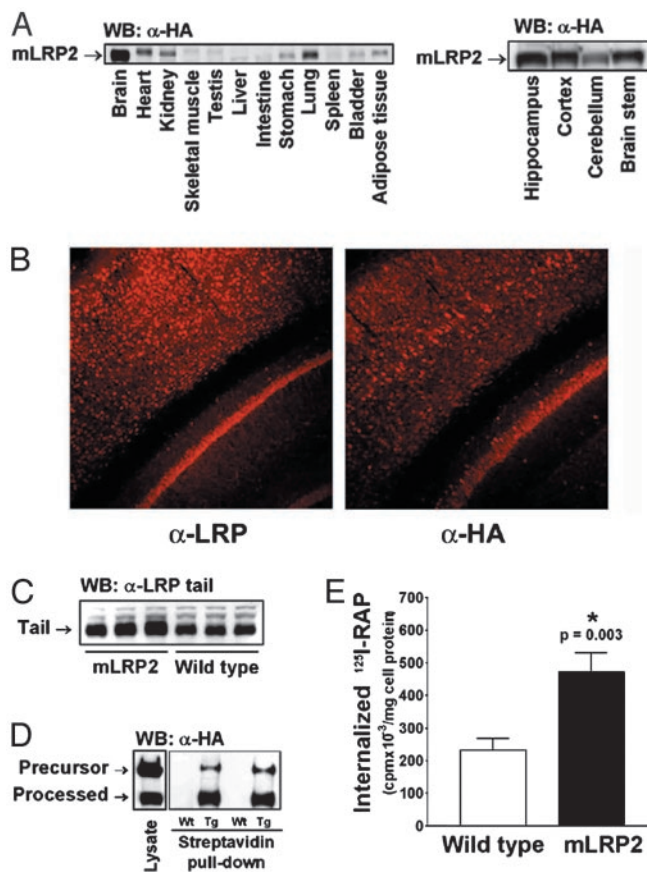 A
WB: α-HA
mLRP2 →
Brain
Heart
Kidney
Skeletal muscle
Testis
Liver
Intestine
Stomach
Lung
Spleen
Bladder
Adipose tissue
WB: α-HA
mLRP2 →
Hippocampus
Cortex
Cerebellum
Brain stem
B
α-LRP
α-HA
C
WB: α-LRP tail
Tail →
mLRP2 Wild type
D
WB: α-HA
Precursor →
Processed →
Lysate
Wt Tg Wt Tg
Streptavidin
pull-down
E
Internalized ¹²⁵I-RAP
(cpmx10⁻³/mg cell protein)
700
600
500
400
300
200
100
0
*
p = 0.003
Wild type mLRP2